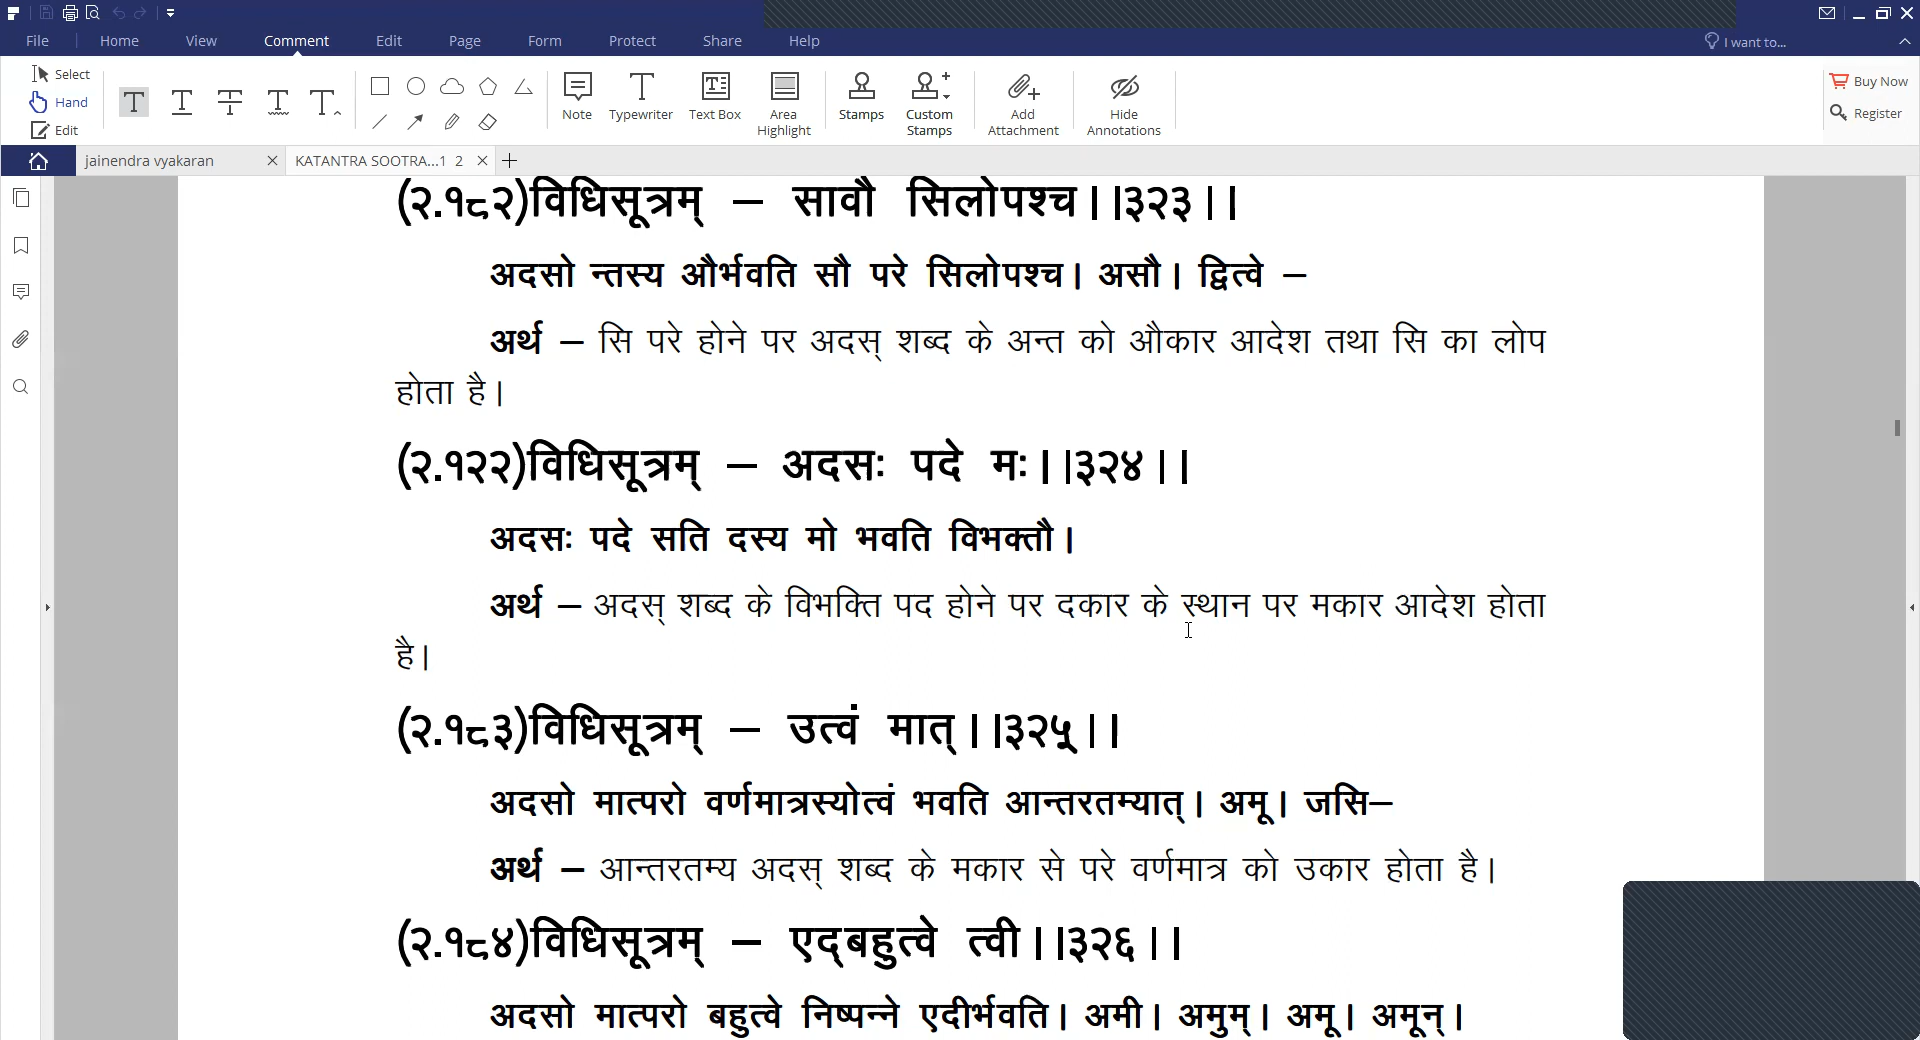 File Home View Comment Edit Page Form Protect Share Help I want to...
Select
Hand
Edit
Note Typewriter Text Box Area Highlight Stamps Custom Stamps Add Attachment Hide Annotations
Buy Now
Register
jainendra vyakaran KATANTRA SOOTRA...1 2
(२.१८२)विधिसूत्रम् – सावौ सिलोपश्च।।३२३।।
अदसो न्तस्य और्भवति सौ परे सिलोपश्च। असौ। द्वित्वे –
अर्थ – सि परे होने पर अदस् शब्द के अन्त को औकार आदेश तथा सि का लोप
होता है।
(२.१२२)विधिसूत्रम् – अदसः पदे मः।।३२४।।
अदसः पदे सति दस्य मो भवति विभक्तौ।
अर्थ – अदस् शब्द के विभक्ति पद होने पर दकार के स्थान पर मकार आदेश होता
है।
(२.१८३)विधिसूत्रम् – उत्वं मात्।।३२५।।
अदसो मात्परो वर्णमात्रस्योत्वं भवति आन्तरतम्यात्। अमू। जसि–
अर्थ – आन्तरतम्य अदस् शब्द के मकार से परे वर्णमात्र को उकार होता है।
(२.१८४)विधिसूत्रम् – एद्बहुत्वे त्वी।।३२६।।
अदसो मात्परो बहुत्वे निष्पन्ने एदीर्भवति। अमी। अमुम्। अमू। अमून्।